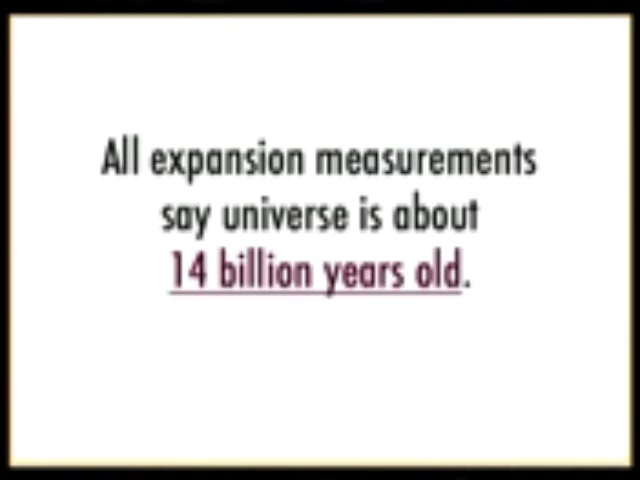 All expansion measurements
say universe is about
14 billion years old.